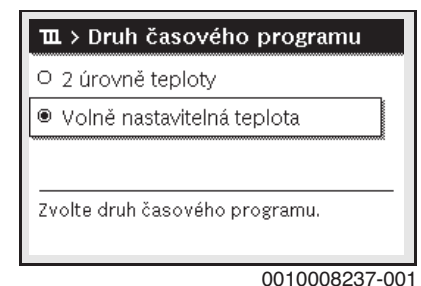 > Druh časového programu
2 úrovně teploty
Volně nastavitelná teplota
Zvolte druh časového programu.
0010008237-001